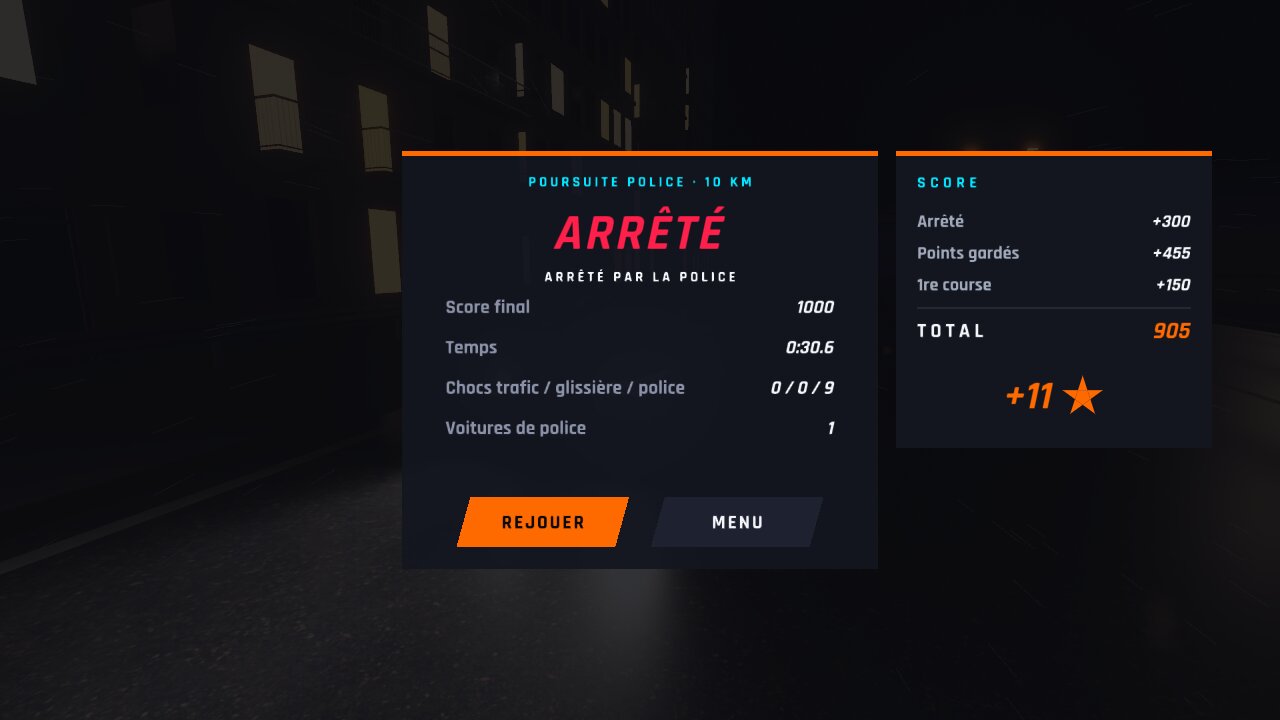 POURSUITE POLICE · 10 KM
ARRÊTÉ
ARRÊTÉ PAR LA POLICE
Score final 1000
Temps 0:30.6
Chocs trafic / glissière / police 0 / 0 / 9
Voitures de police 1
REJOUER MENU
SCORE
Arrêté +300
Points gardés +455
1re course +150
TOTAL 905
+11